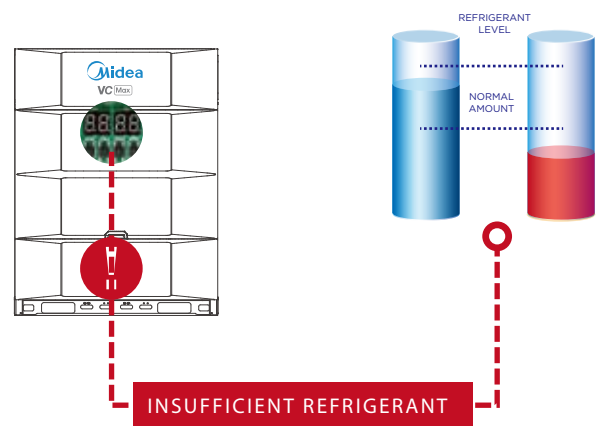 REFRIGERANT
LEVEL
Midea
VC Max
NORMAL
AMOUNT
INSUFFICIENT REFRIGERANT